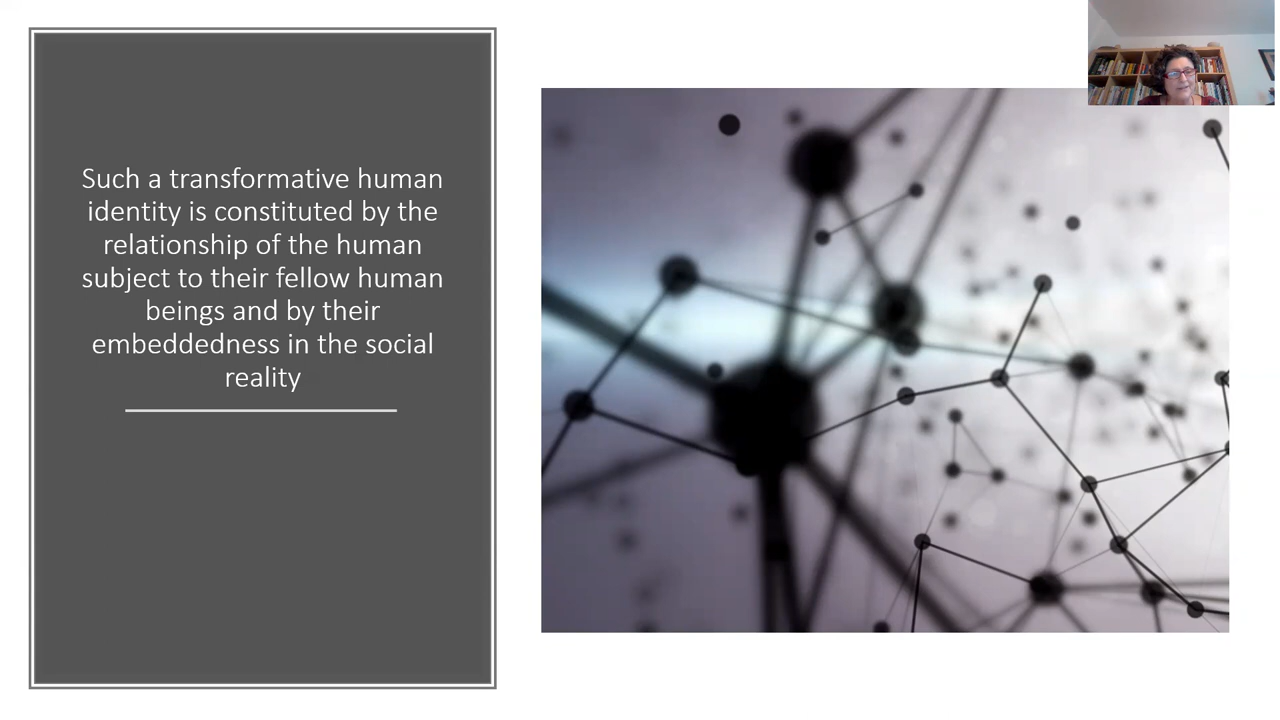 Such a transformative human
identity is constituted by the
relationship of the human
subject to their fellow human
beings and by their
embeddedness in the social
reality